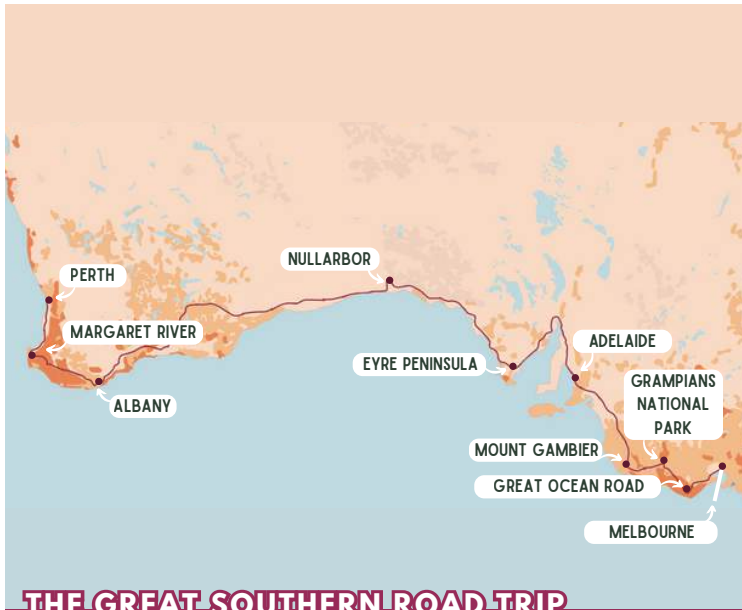 NULLARBOR
PERTH
MARGARET RIVER
ADELAIDE
EYRE PENINSULA
GRAMPIANS
NATIONAL
PARK
ALBANY
MOUNT GAMBIER
GREAT OCEAN ROAD
MELBOURNE
THE GREAT SOUTHERN ROAD TRIP